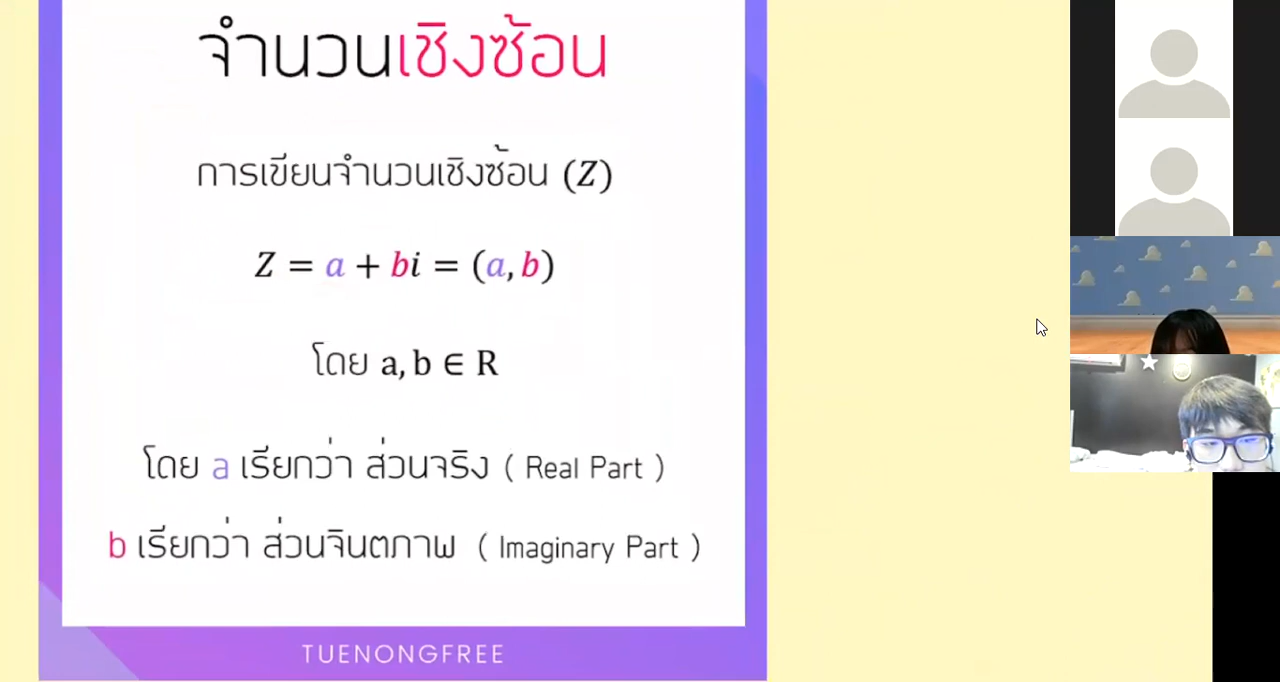 จำนวนเชิงซ้อน
การเขียนจำนวนเชิงซ้อน (Z)
Z = a + bi = (a, b)
โดย a, b ∈ R
โดย a เรียกว่า ส่วนจริง ( Real Part )
b เรียกว่า ส่วนจินตภาพ ( Imaginary Part )
TUENONGFREE